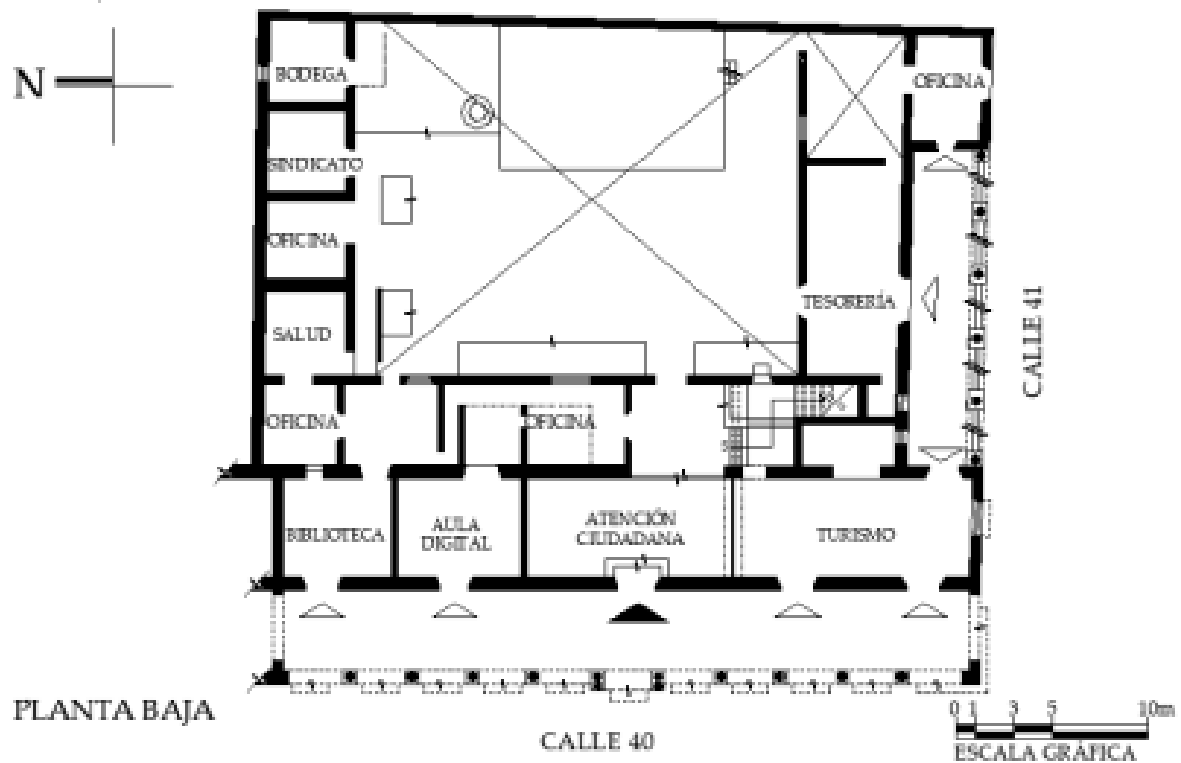 N
BODEGA
OFICINA
SINDICATO
OFICINA
SALUD
TESORERÍA
CALLE 41
OFICINA
OFICINA
BIBLIOTECA
AULA
DIGITAL
ATENCIÓN
CIUDADANA
TURISMO
PLANTA BAJA
CALLE 40
0 1 3 5 10m
ESCALA GRÁFICA